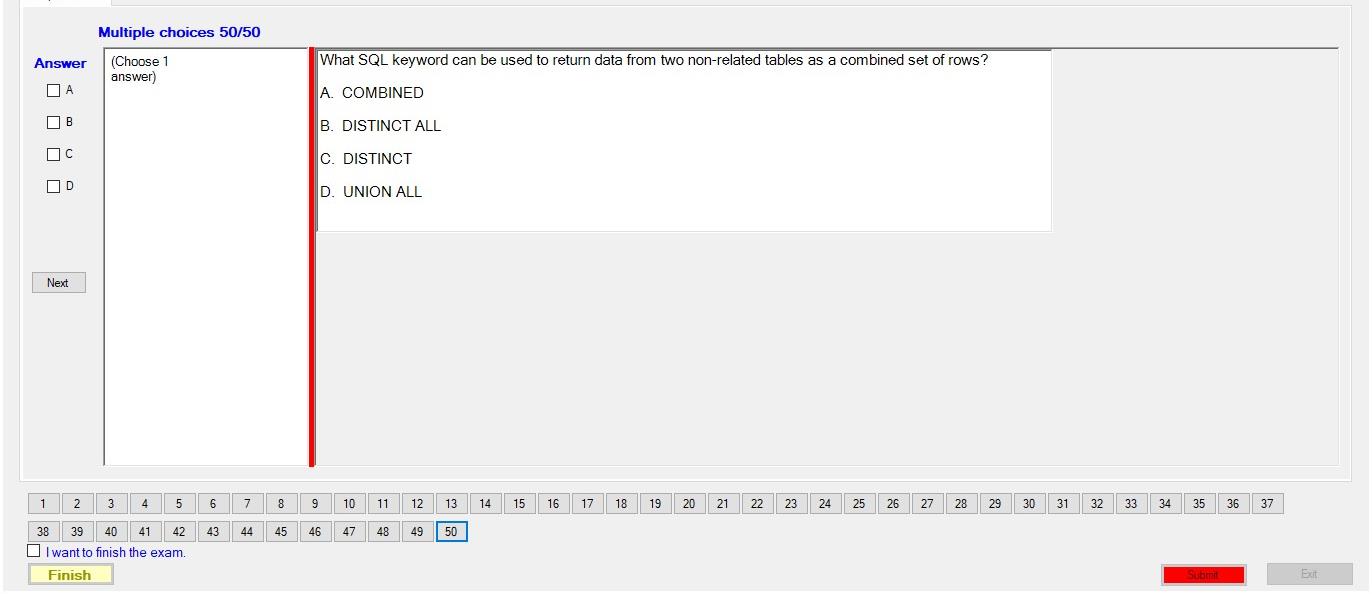 Multiple choices 50/50
Answer
(Choose 1
answer)
A
B
C
D
What SQL keyword can be used to return data from two non-related tables as a combined set of rows?
A. COMBINED
B. DISTINCT ALL
C. DISTINCT
D. UNION ALL
Next
1 2 3 4 5 6 7 8 9 10 11 12 13 14 15 16 17 18 19 20 21 22 23 24 25 26 27 28 29 30 31 32 33 34 35 36 37
38 39 40 41 42 43 44 45 46 47 48 49 50
I want to finish the exam.
Finish
Submit
Exit